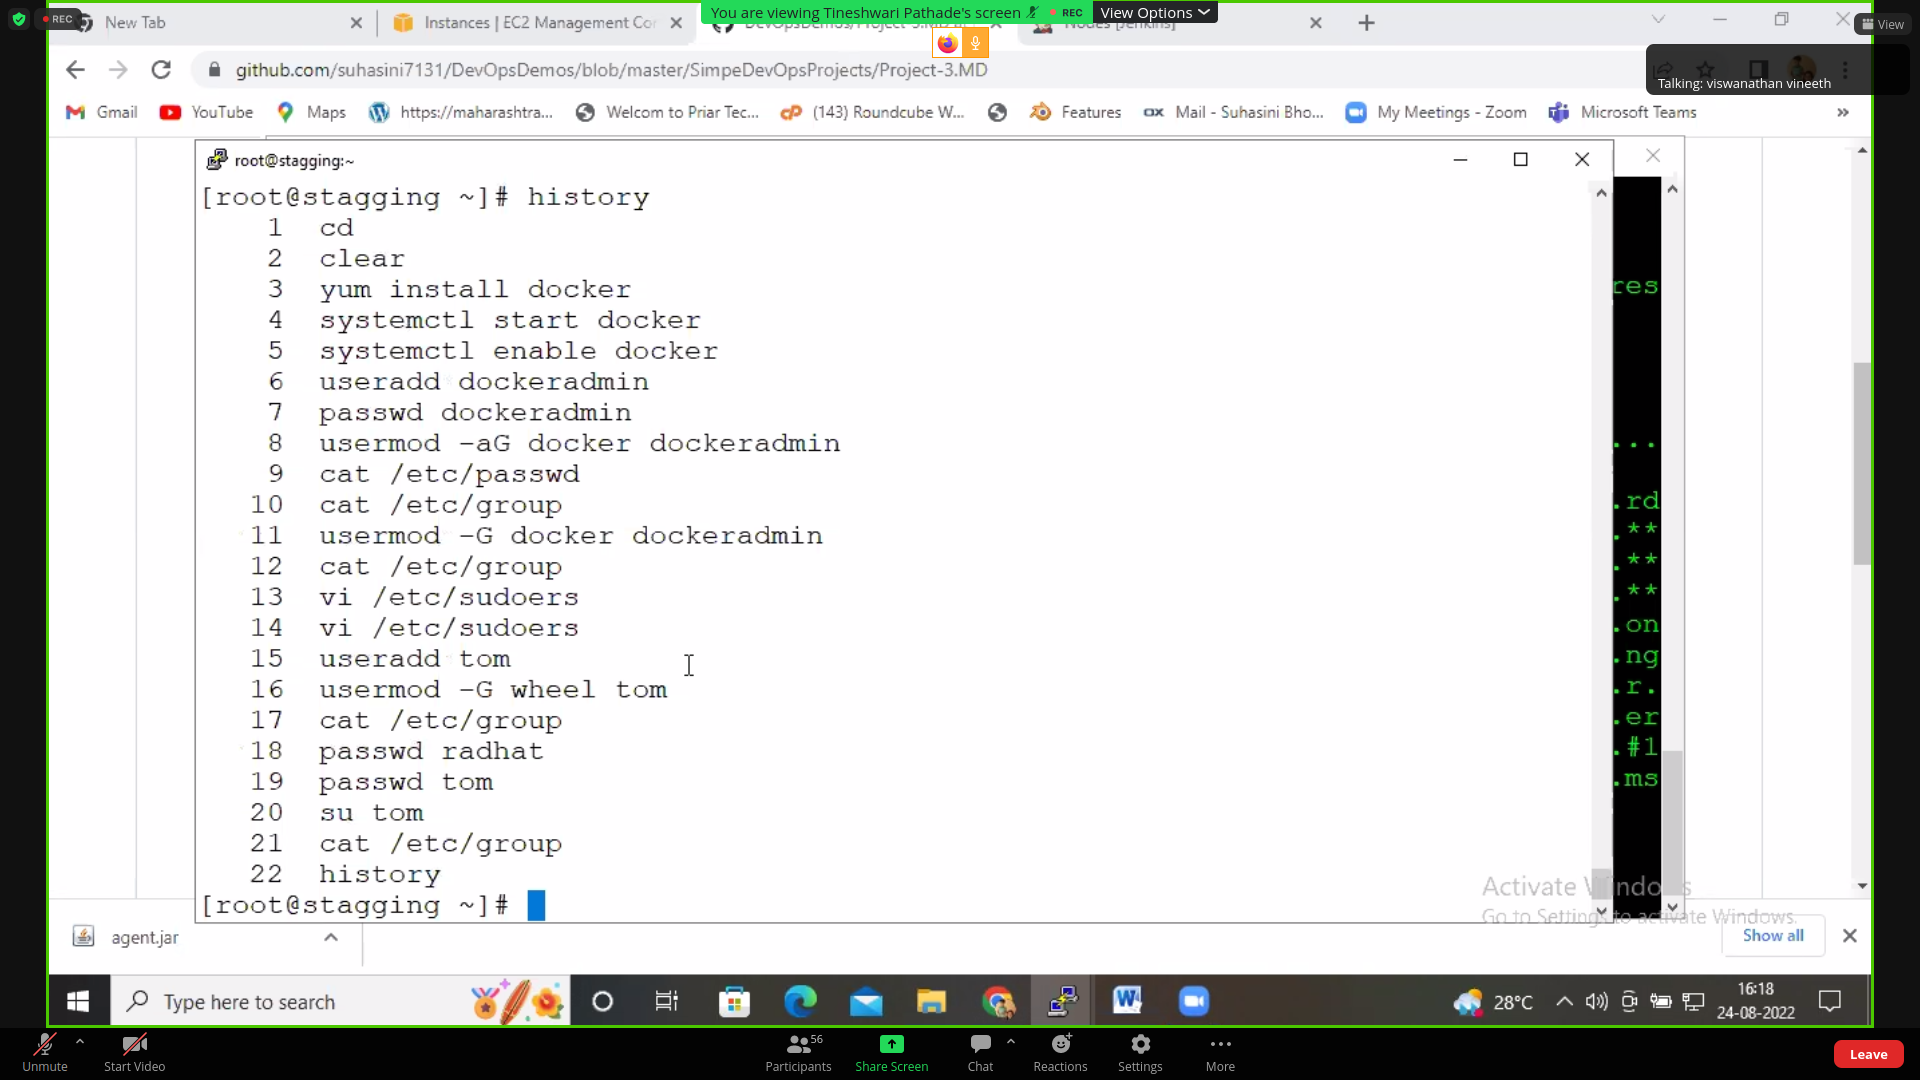 REC
You are viewing Tineshwari Pathade's screen
REC
View Options
View
New Tab
Instances | EC2 Management Con
Nodes [Jenkins]
github.com/suhasini7131/DevOpsDemos/blob/master/SimpeDevOpsProjects/Project-3.MD
Talking: viswanathan vineeth
Gmail
YouTube
Maps
https://maharashtra...
Welcom to Priar Tec...
(143) Roundcube W...
Features
Mail - Suhasini Bho...
My Meetings - Zoom
Microsoft Teams
root@stagging:~
[root@stagging ~]# history
1 cd
2 clear
3 yum install docker
4 systemctl start docker
5 systemctl enable docker
6 useradd dockeradmin
7 passwd dockeradmin
8 usermod -aG docker dockeradmin
9 cat /etc/passwd
10 cat /etc/group
11 usermod -G docker dockeradmin
12 cat /etc/group
13 vi /etc/sudoers
14 vi /etc/sudoers
15 useradd tom
16 usermod -G wheel tom
17 cat /etc/group
18 passwd radhat
19 passwd tom
20 su tom
21 cat /etc/group
22 history
[root@stagging ~]#
res
...
.rd
.**
.**
.**
.on
.ng
.r.
.er
.#1
.ms
Activate Windows
Go to Settings to activate Windows.
agent.jar
Show all
Type here to search
28°C
16:18
24-08-2022
Unmute
Start Video
56
Participants
Share Screen
Chat
Reactions
Settings
More
Leave